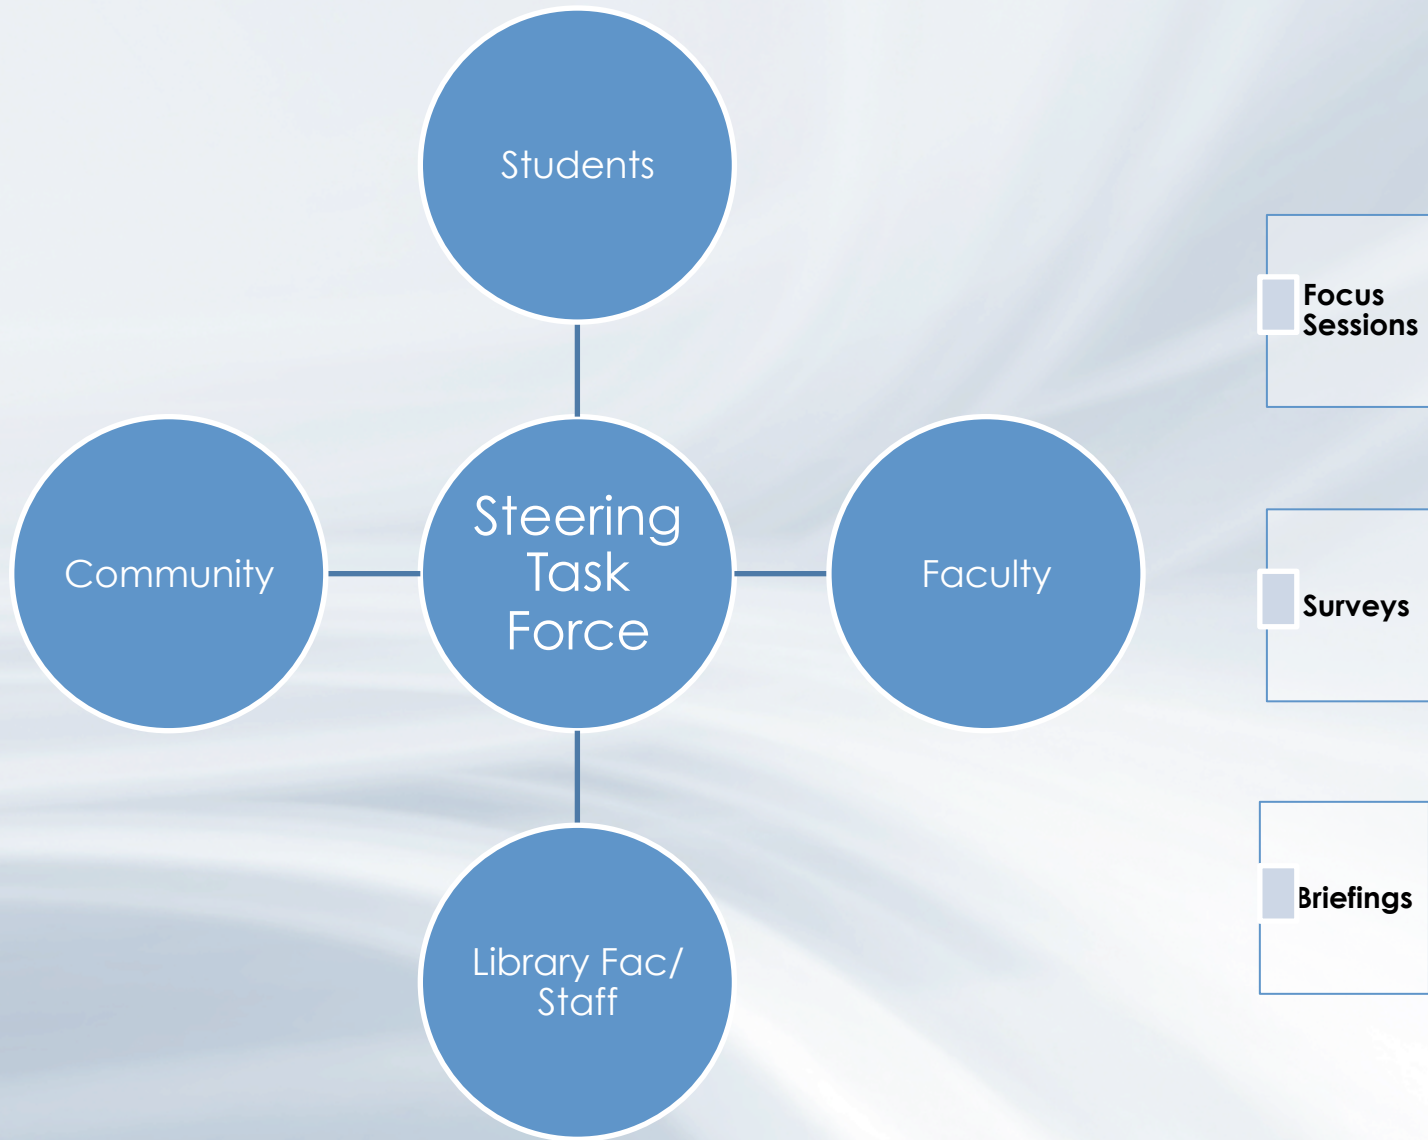 Students
Community
Steering
Task
Force
Faculty
Library Fac/
Staff
Focus
Sessions
Surveys
Briefings